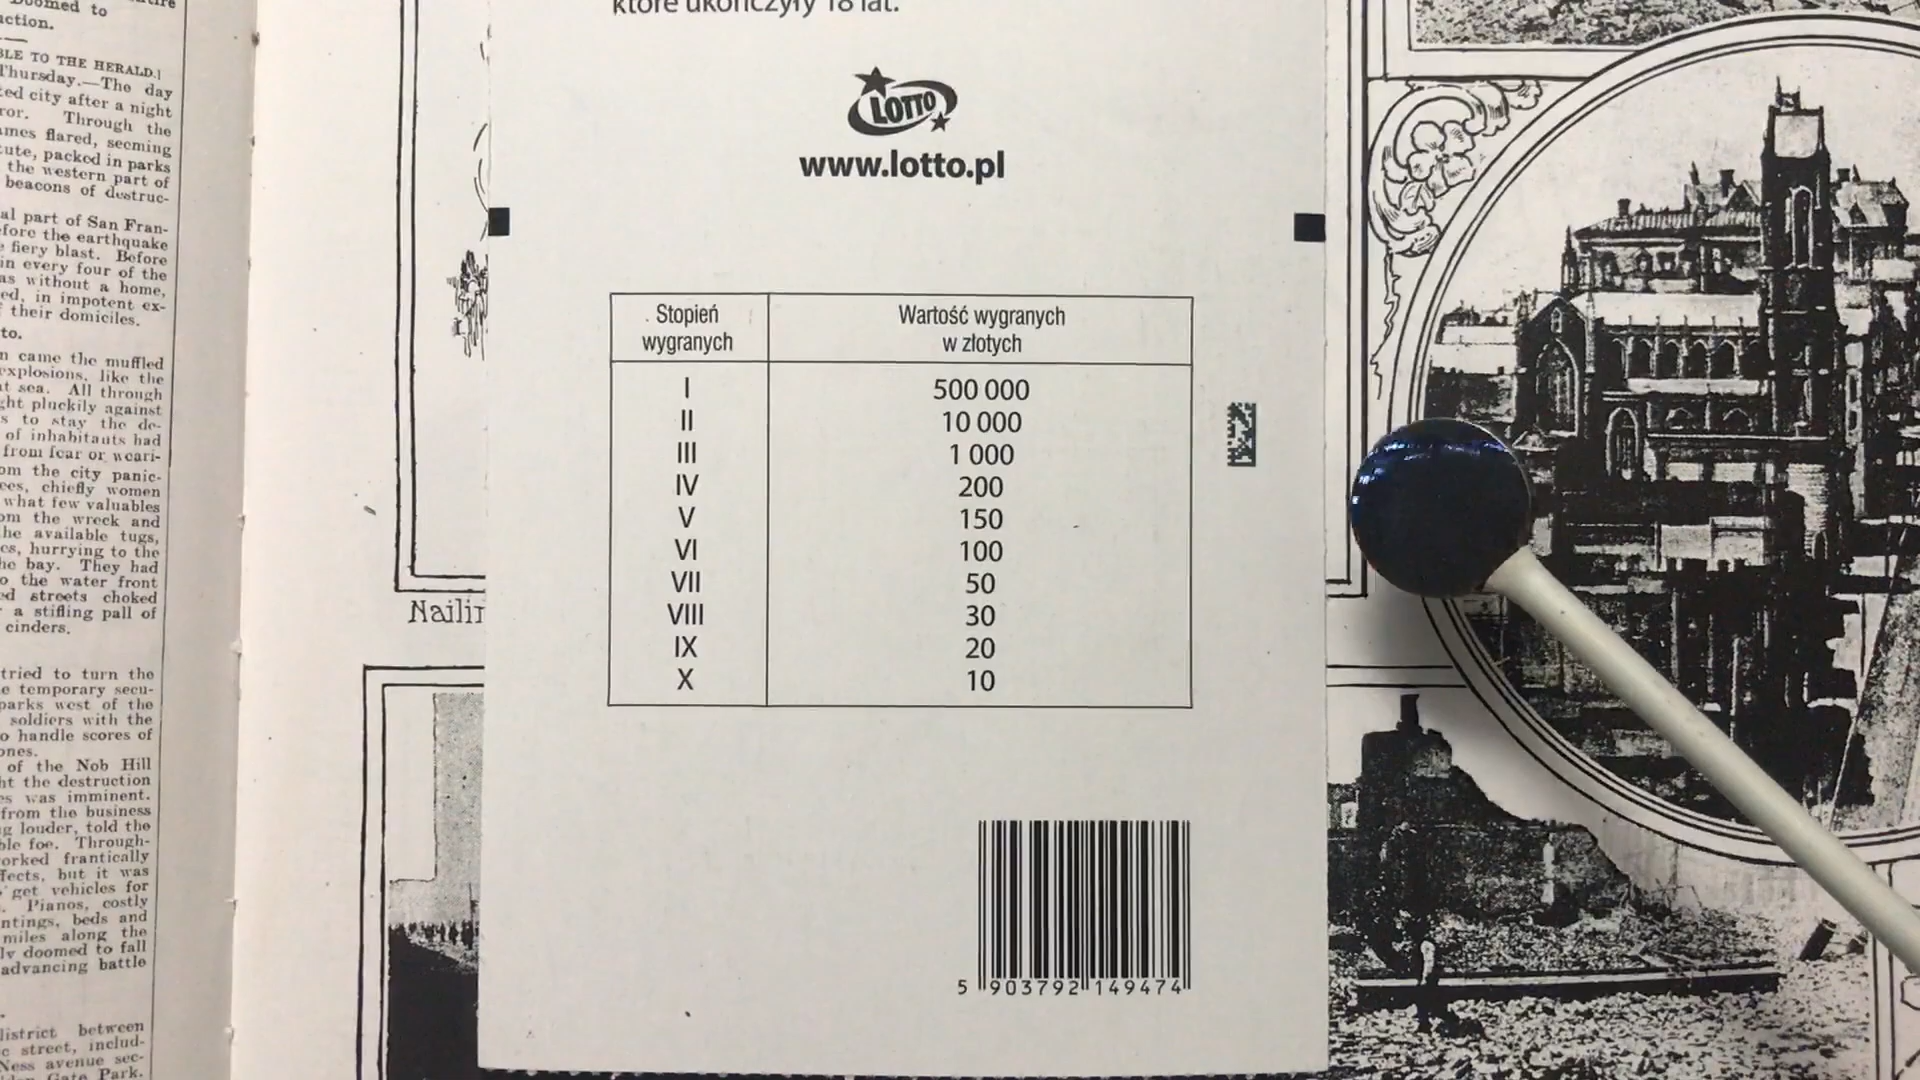 Doomed to
action.
BLE TO THE HERALD.]
Thursday.—The day
ted city after a night
ror. Through the
ames flared, seeming
tute, packed in parks
the western part of
beacons of destruc-
al part of San Fran-
efore the earthquake
e fiery blast. Before
in every four of the
as without a home,
ed, in impotent ex-
f their domiciles.
to.
n came the muffled
explosions, like the
at sea. All through
ght pluckily against
s to stay the de-
of inhabitants had
from fear or weari-
om the city panic-
ees, chiefly women
what few valuables
om the wreck and
he available tugs,
es, hurrying to the
he bay. They had
o the water front
ed streets choked
r a stifling pall of
cinders.
tried to turn the
e temporary secu-
parks west of the
soldiers with the
o handle scores of
ones.
of the Nob Hill
ht the destruction
es was imminent.
from the business
g louder, told the
ble foe. Through-
orked frantically
ffects, but it was
get vehicles for
. Pianos, costly
ntings, beds and
miles along the
ly doomed to fall
advancing battle
district between
c street, includ-
Ness avenue sec-
Gate Park.
Nailin
które ukończyły 18 lat.
LOTTO
www.lotto.pl
Stopień wygranych Wartość wygranych w złotych
I 500 000
II 10 000
III 1 000
IV 200
V 150
VI 100
VII 50
VIII 30
IX 20
X 10
5 903792 149474